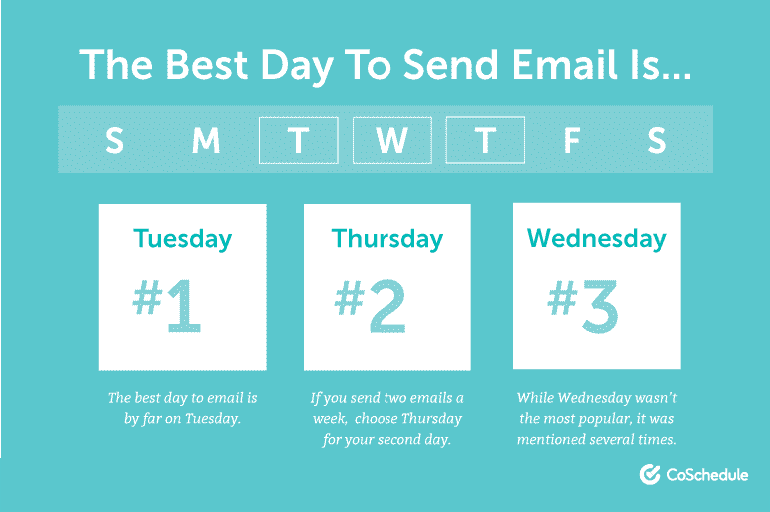 The Best Day To Send Email Is...
S M T W T F S
Tuesday
#1
The best day to email is
by far on Tuesday.
Thursday
#2
If you send two emails a
week, choose Thursday
for your second day.
Wednesday
#3
While Wednesday wasn't
the most popular, it was
mentioned several times.
CoSchedule